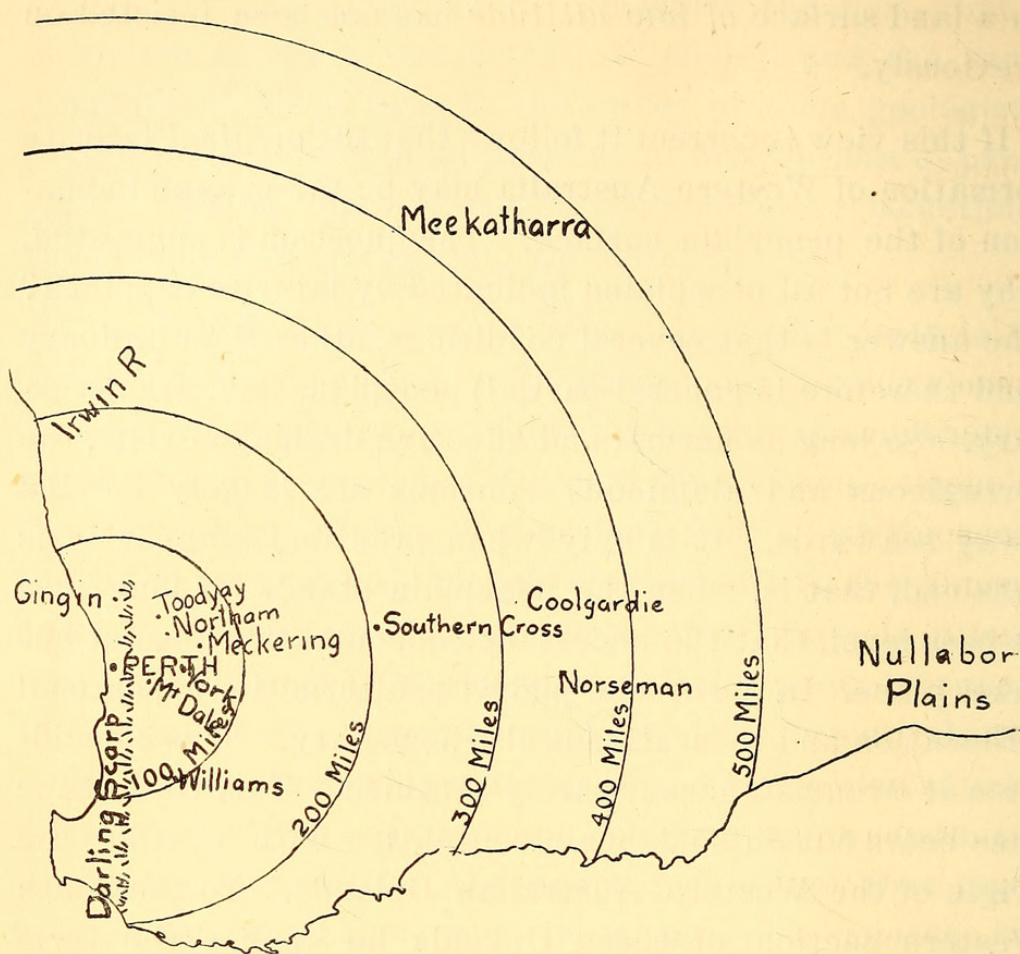 Meekatharra
Irwin R
Gingin
Toodyay
Northam
Meckering
Coolgardie
Southern Cross
PERTH
York
Mt Dale
Norseman
Nullabor
Plains
Williams
Darling Scarp
100 Miles
200 Miles
300 Miles
400 Miles
500 Miles